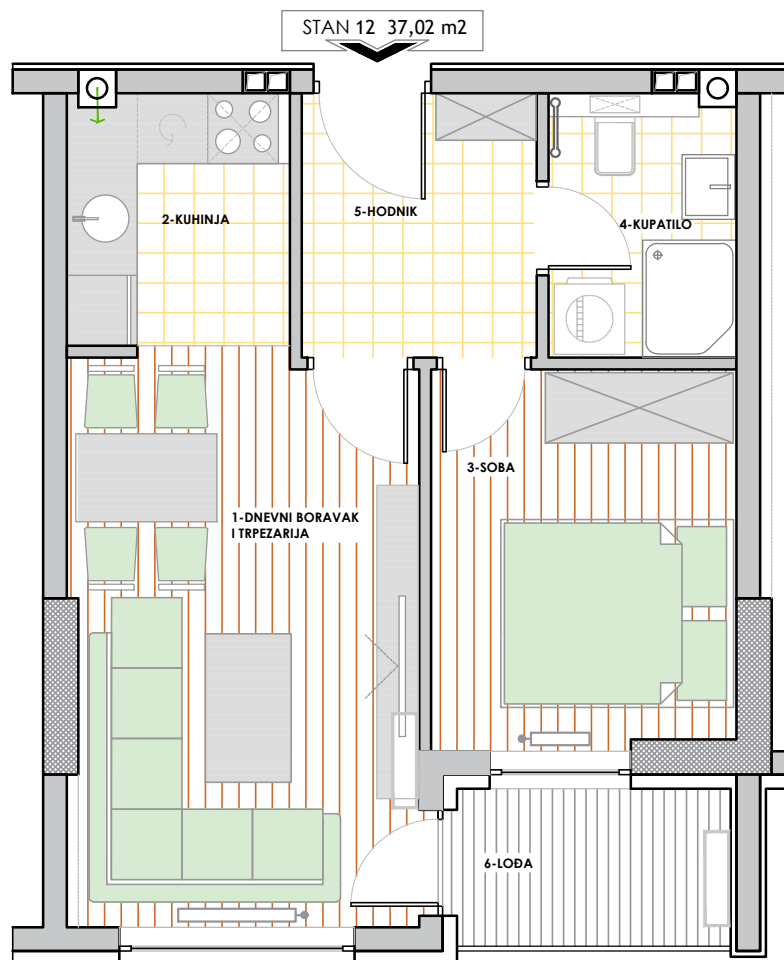 STAN 12 37,02 m2
2-KUHINJA
5-HODNIK
4-KUPATILO
3-SOBA
1-DNEVNI BORAVAK
I TRPEZARIJA
6-LOĐA